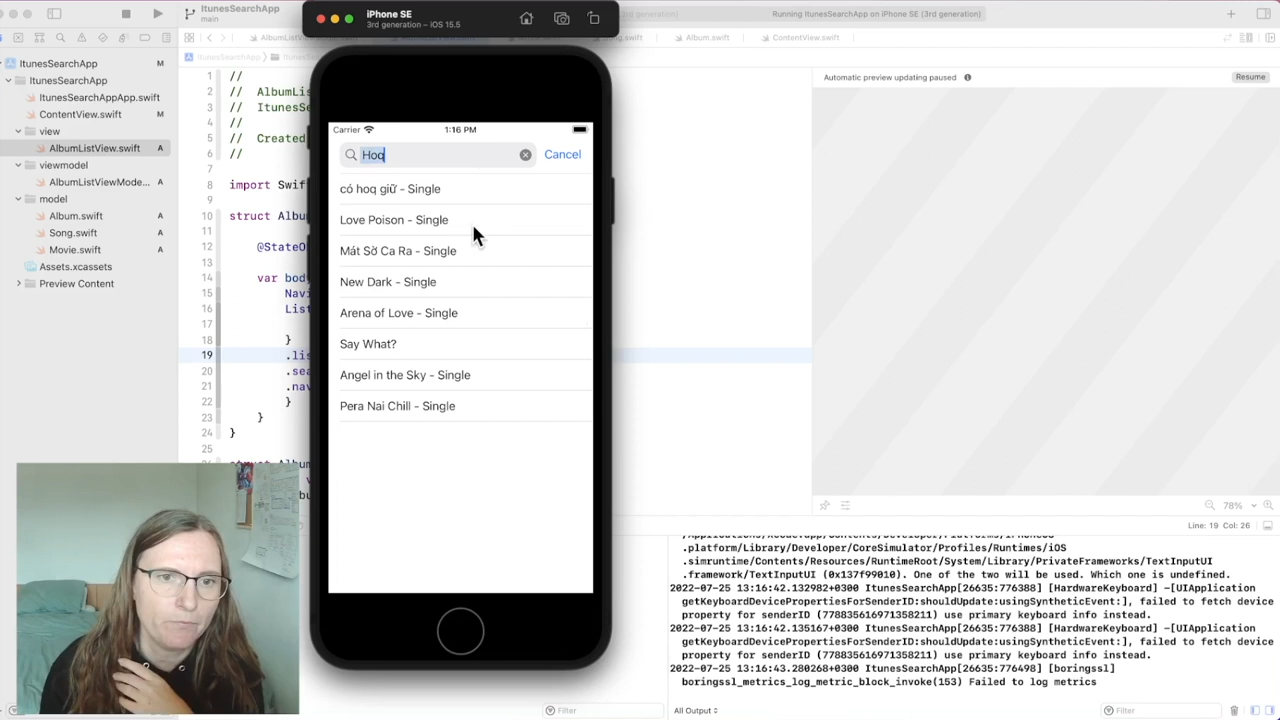 ItunesSearchApp
main
iPhone SE
3rd generation – iOS 15.5
Running ItunesSearchApp on iPhone SE (3rd generation)
Album.swift
ContentView.swift
ItunesSearchApp
M
ItunesSearchApp
ItunesSearchAppApp.swift
ContentView.swift
M
view
AlbumListView.swift
A
viewmodel
AlbumListViewMode...
A
model
Album.swift
A
Song.swift
A
Movie.swift
A
Assets.xcassets
Preview Content
1 //
2 // AlbumLis
3 // ItunesSe
4 //
5 // Created
6 //
7
8 import Swif
9
10 struct Albu
11
12 @StateO
13
14 var bod
15 Navi
16 List
17
18 }
19 .lis
20 .sea
21 .nav
22 }
23 }
24 }
25
Carrier
1:16 PM
Hoq
Cancel
có hoq giữ - Single
Love Poison - Single
Mát Sờ Ca Ra - Single
New Dark - Single
Arena of Love - Single
Say What?
Angel in the Sky - Single
Pera Nai Chill - Single
Automatic preview updating paused
Resume
78%
Line: 19 Col: 26
.platform/Library/Developer/CoreSimulator/Profiles/Runtimes/iOS
.simruntime/Contents/Resources/RuntimeRoot/System/Library/PrivateFrameworks/TextInputUI
.framework/TextInputUI (0x137f99010). One of the two will be used. Which one is undefined.
2022-07-25 13:16:42.132982+0300 ItunesSearchApp[26635:776388] [HardwareKeyboard] -[UIApplication
getKeyboardDevicePropertiesForSenderID:shouldUpdate:usingSyntheticEvent:], failed to fetch device
property for senderID (778835616971358211) use primary keyboard info instead.
2022-07-25 13:16:42.135167+0300 ItunesSearchApp[26635:776388] [HardwareKeyboard] -[UIApplication
getKeyboardDevicePropertiesForSenderID:shouldUpdate:usingSyntheticEvent:], failed to fetch device
property for senderID (778835616971358211) use primary keyboard info instead.
2022-07-25 13:16:43.280268+0300 ItunesSearchApp[26635:776498] [boringssl]
boringssl_metrics_log_metric_block_invoke(153) Failed to log metrics
Filter
All Output
Filter